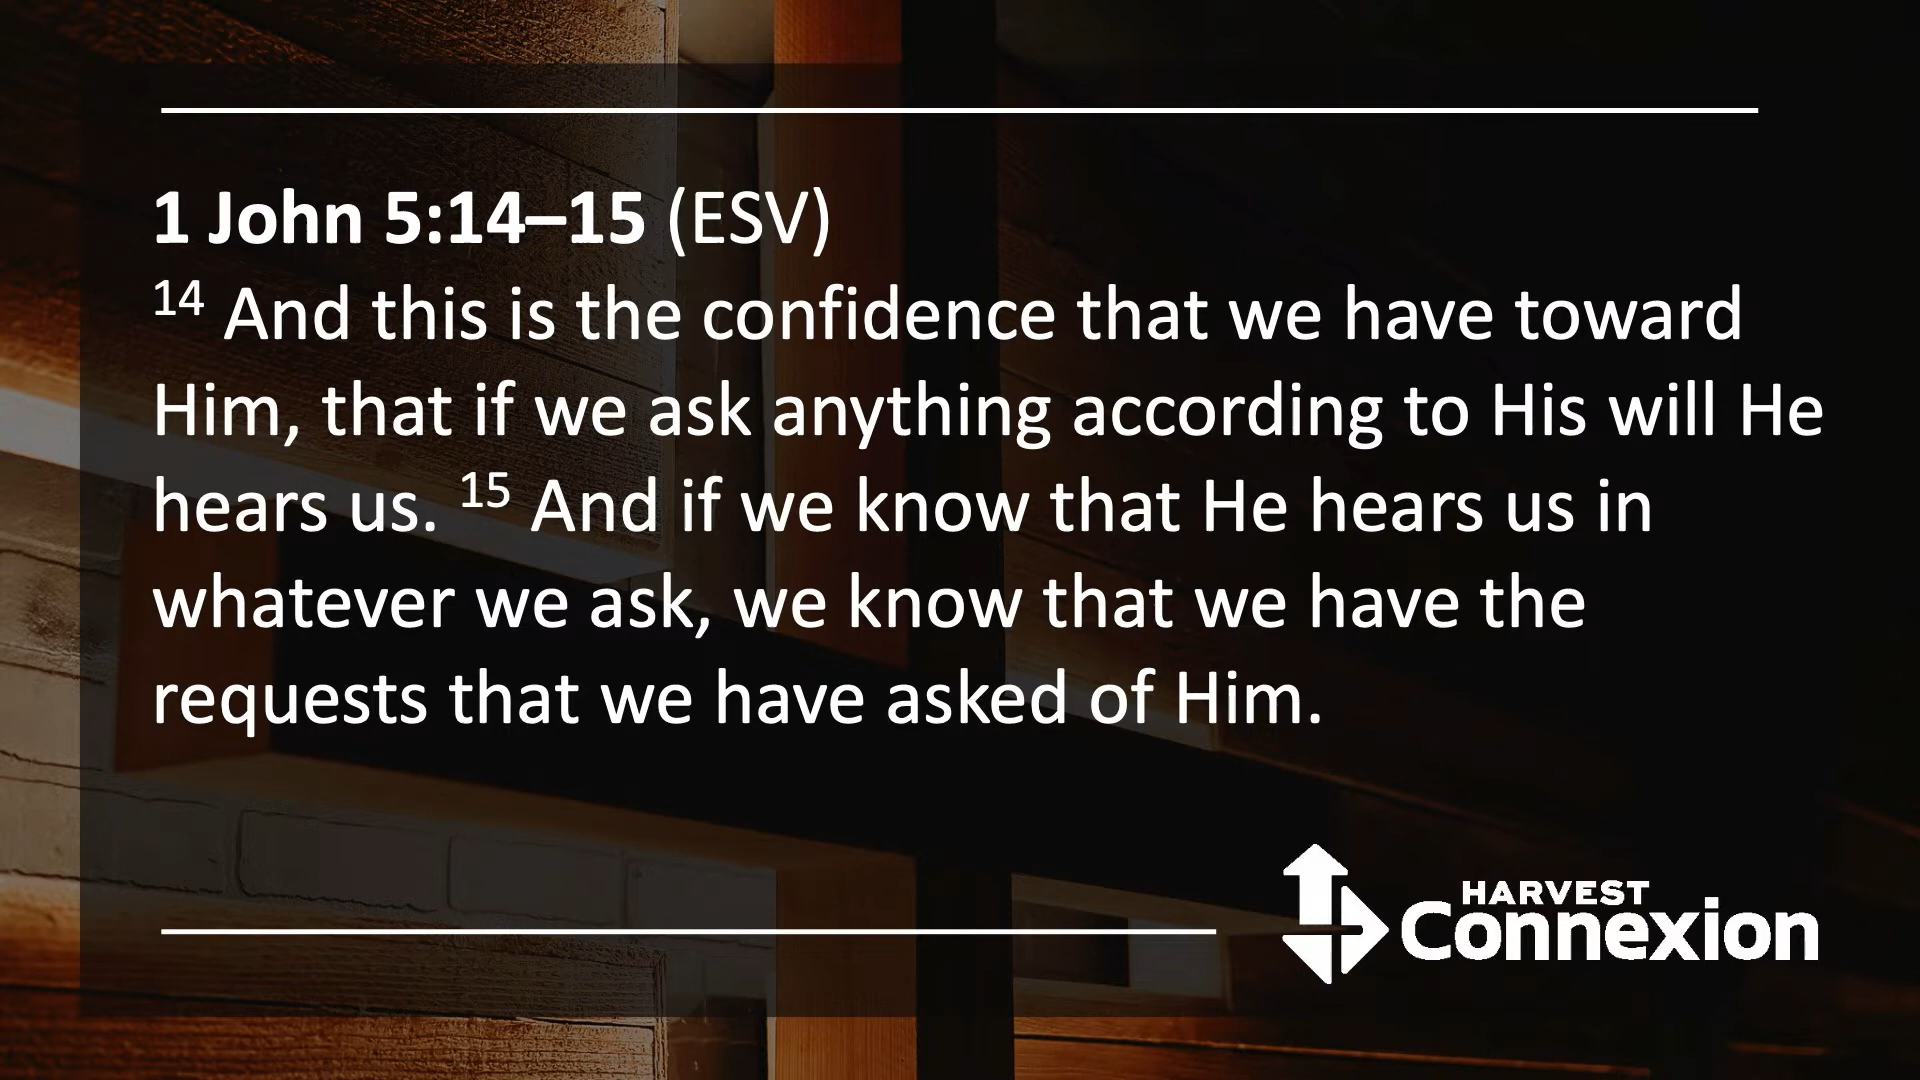 1 John 5:14–15 (ESV)
14 And this is the confidence that we have toward
Him, that if we ask anything according to His will He
hears us. 15 And if we know that He hears us in
whatever we ask, we know that we have the
requests that we have asked of Him.
HARVEST
Connexion